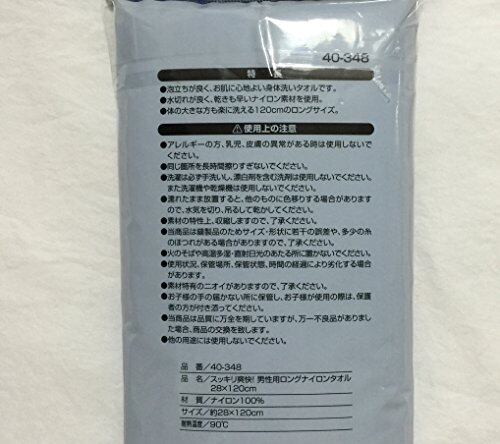 40-348
特 長
●泡立ちが良く、お肌に心地よい身体洗いタオルです。
●水切れが良く、乾きも早いナイロン素材を使用。
●体の大きな方も楽に洗える120cmのロングサイズ。
使用上の注意
●アレルギーの方、乳児、皮膚の異常がある時は使用しないで
ください。
●同じ箇所を長時間擦りすぎないでください。
●洗濯は必ず手洗いし、漂白剤を含む洗剤は使用しないでください。
また洗濯機や乾燥機は使用しないでください。
●濡れたまま放置すると、他のものに色移りする場合があります
ので、水気を切り、吊るして乾かしてください。
●素材の特性上、収縮しますので、了承ください。
●当商品は縫製品のためサイズ・形状に若干の誤差や、多少の糸
のほつれがある場合がありますので、ご了承ください。
●火のそばや高温多湿・直射日光のあたる所に置かないでください。
●使用状況、保管場所、保管状態、時間の経過により劣化する場合
があります。
●素材特有のニオイがありますので、ご了承ください。
●お子様の手の届かない所に保管し、お子様が使用の際は、保護
者の方が付き添ってください。
●当商品は品質に万全を期していますが、万一不良品がありまし
た場合、商品の交換を致します。
●他の用途には使用しないでください。
品 番/40-348
品 名/スッキリ爽快!男性用ロングナイロンタオル
28×120cm
材 質/ナイロン100%
サイズ/約28×120cm
耐熱温度/90℃